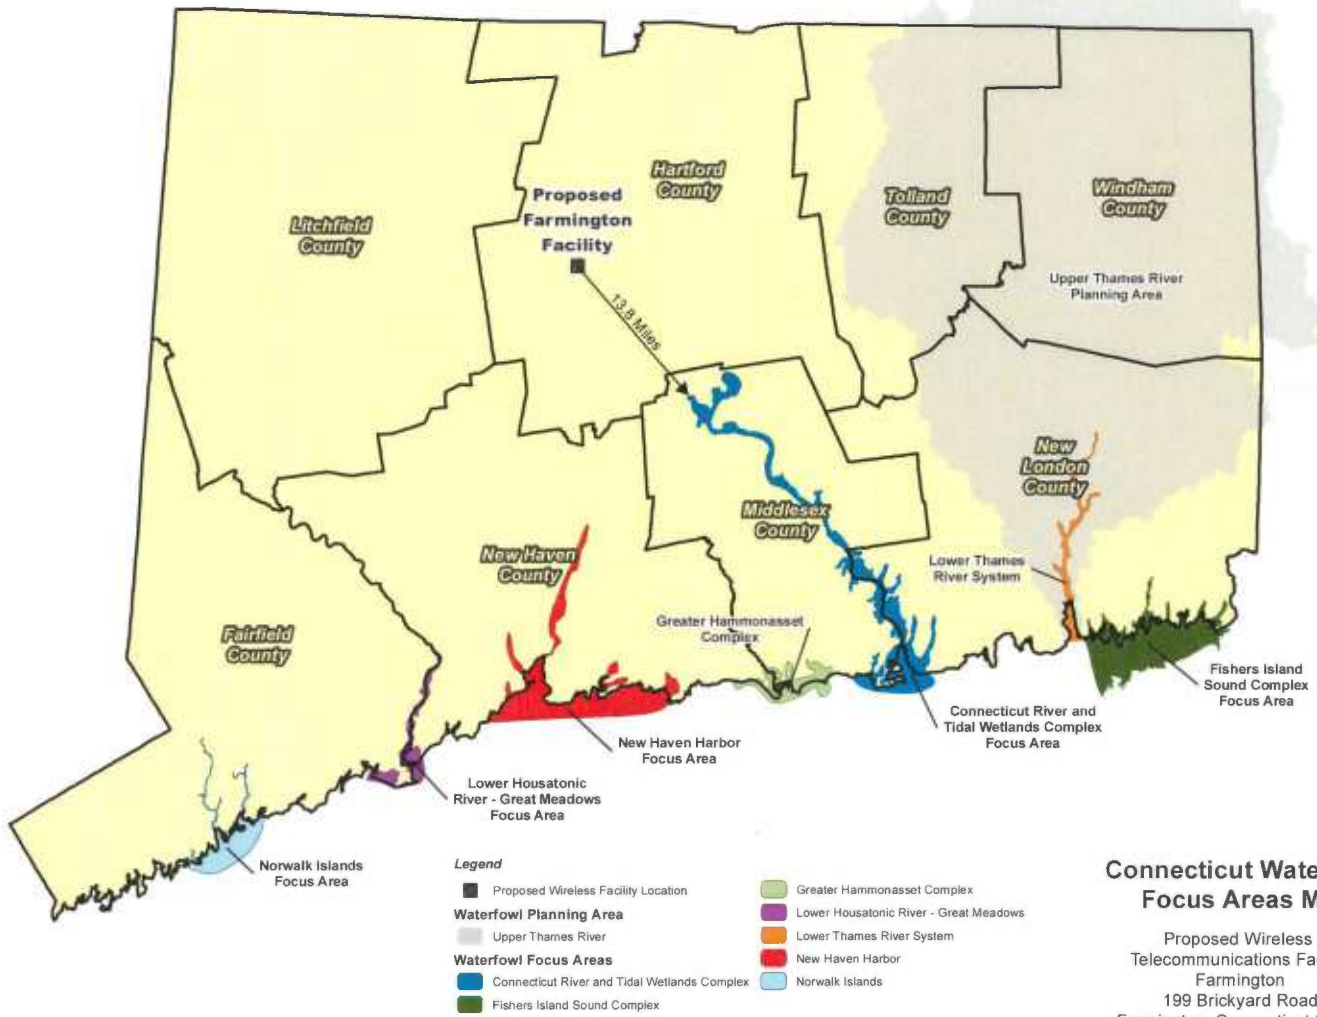 Litchfield
County
Hartford
County
Tolland
County
Windham
County
Proposed
Farmington
Facility
13.8 Miles
Upper Thames River
Planning Area
New
London
County
Middlesex
County
New Haven
County
Fairfield
County
Lower Thames
River System
Greater Hammonasset
Complex
Fishers Island
Sound Complex
Focus Area
Connecticut River and
Tidal Wetlands Complex
Focus Area
New Haven Harbor
Focus Area
Lower Housatonic
River - Great Meadows
Focus Area
Norwalk Islands
Focus Area
Legend
Proposed Wireless Facility Location
Waterfowl Planning Area
Upper Thames River
Waterfowl Focus Areas
Connecticut River and Tidal Wetlands Complex
Fishers Island Sound Complex
Greater Hammonasset Complex
Lower Housatonic River - Great Meadows
Lower Thames River System
New Haven Harbor
Norwalk Islands
Connecticut Wate
Focus Areas M
Proposed Wireless
Telecommunications Fa
Farmington
199 Brickyard Road